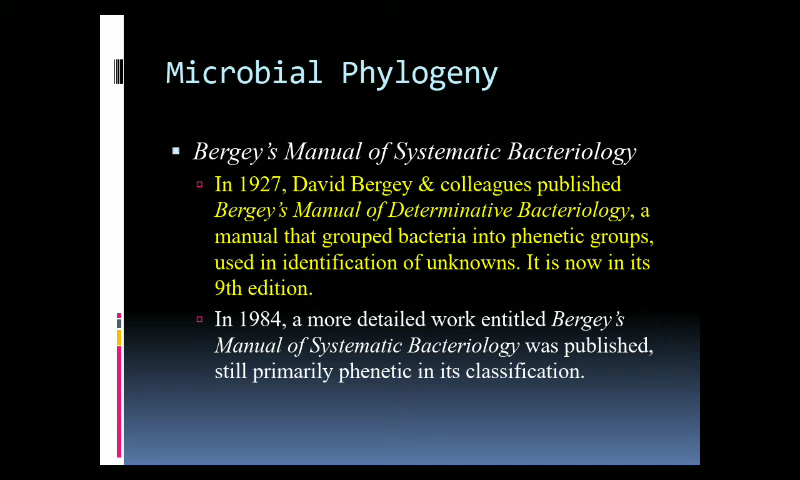 Microbial Phylogeny
Bergey’s Manual of Systematic Bacteriology
In 1927, David Bergey & colleagues published
Bergey’s Manual of Determinative Bacteriology, a
manual that grouped bacteria into phenetic groups,
used in identification of unknowns. It is now in its
9th edition.
In 1984, a more detailed work entitled Bergey’s
Manual of Systematic Bacteriology was published,
still primarily phenetic in its classification.